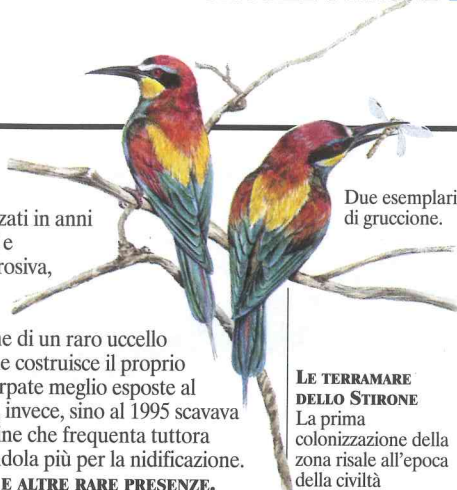 zati in anni
e
rosiva,
ne di un raro uccello
e costruisce il proprio
rpate meglio esposte al
invece, sino al 1995 scavava
ine che frequenta tuttora
ndola più per la nidificazione.
E ALTRE RARE PRESENZE.
Due esemplari
di gruccione.
LE TERRAMARE
DELLO STIRONE
La prima
colonizzazione della
zona risale all'epoca
della civiltà